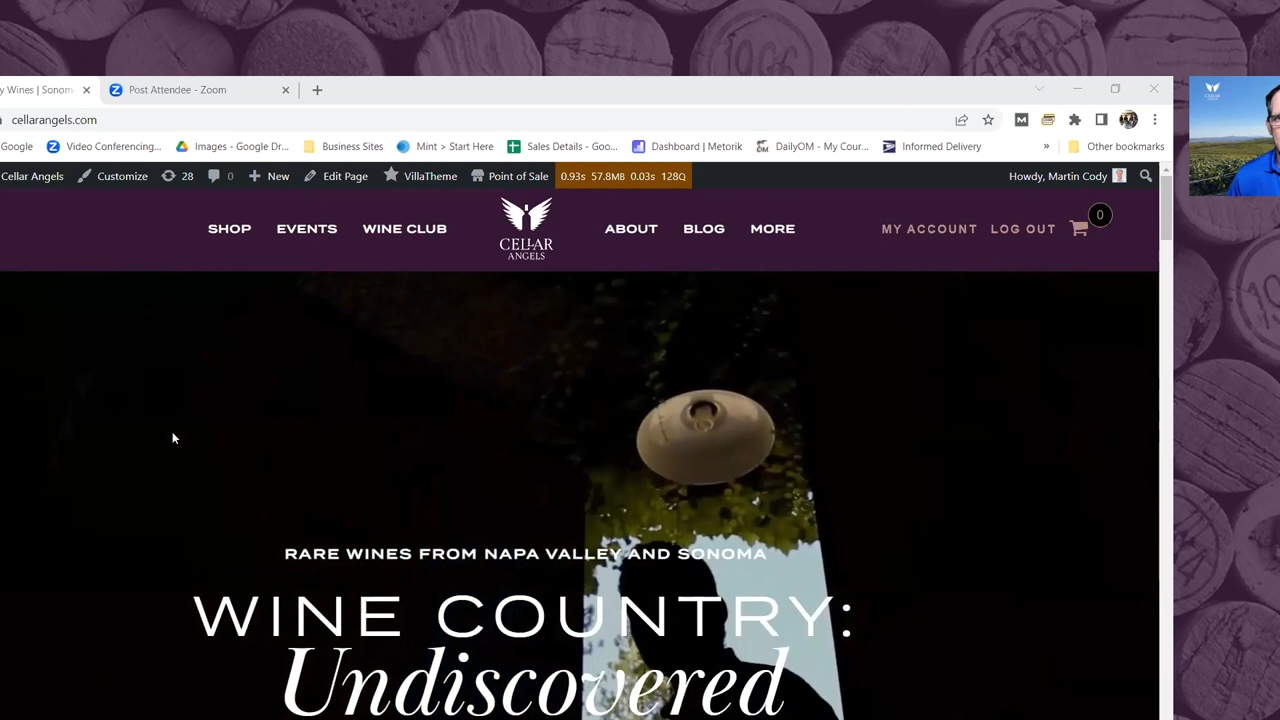 y Wines | Sonom
Post Attendee - Zoom
cellarangels.com
Google Video Conferencing... Images - Google Dr... Business Sites Mint > Start Here Sales Details - Goo... Dashboard | Metorik DailyOM - My Cour... Informed Delivery » Other bookmarks
Cellar Angels Customize 28 0 New Edit Page VillaTheme Point of Sale 0.93s 57.8MB 0.03s 128Q Howdy, Martin Cody
SHOP EVENTS WINE CLUB CELLAR ANGELS ABOUT BLOG MORE MY ACCOUNT LOG OUT 0
RARE WINES FROM NAPA VALLEY AND SONOMA
WINE COUNTRY:
Undiscovered